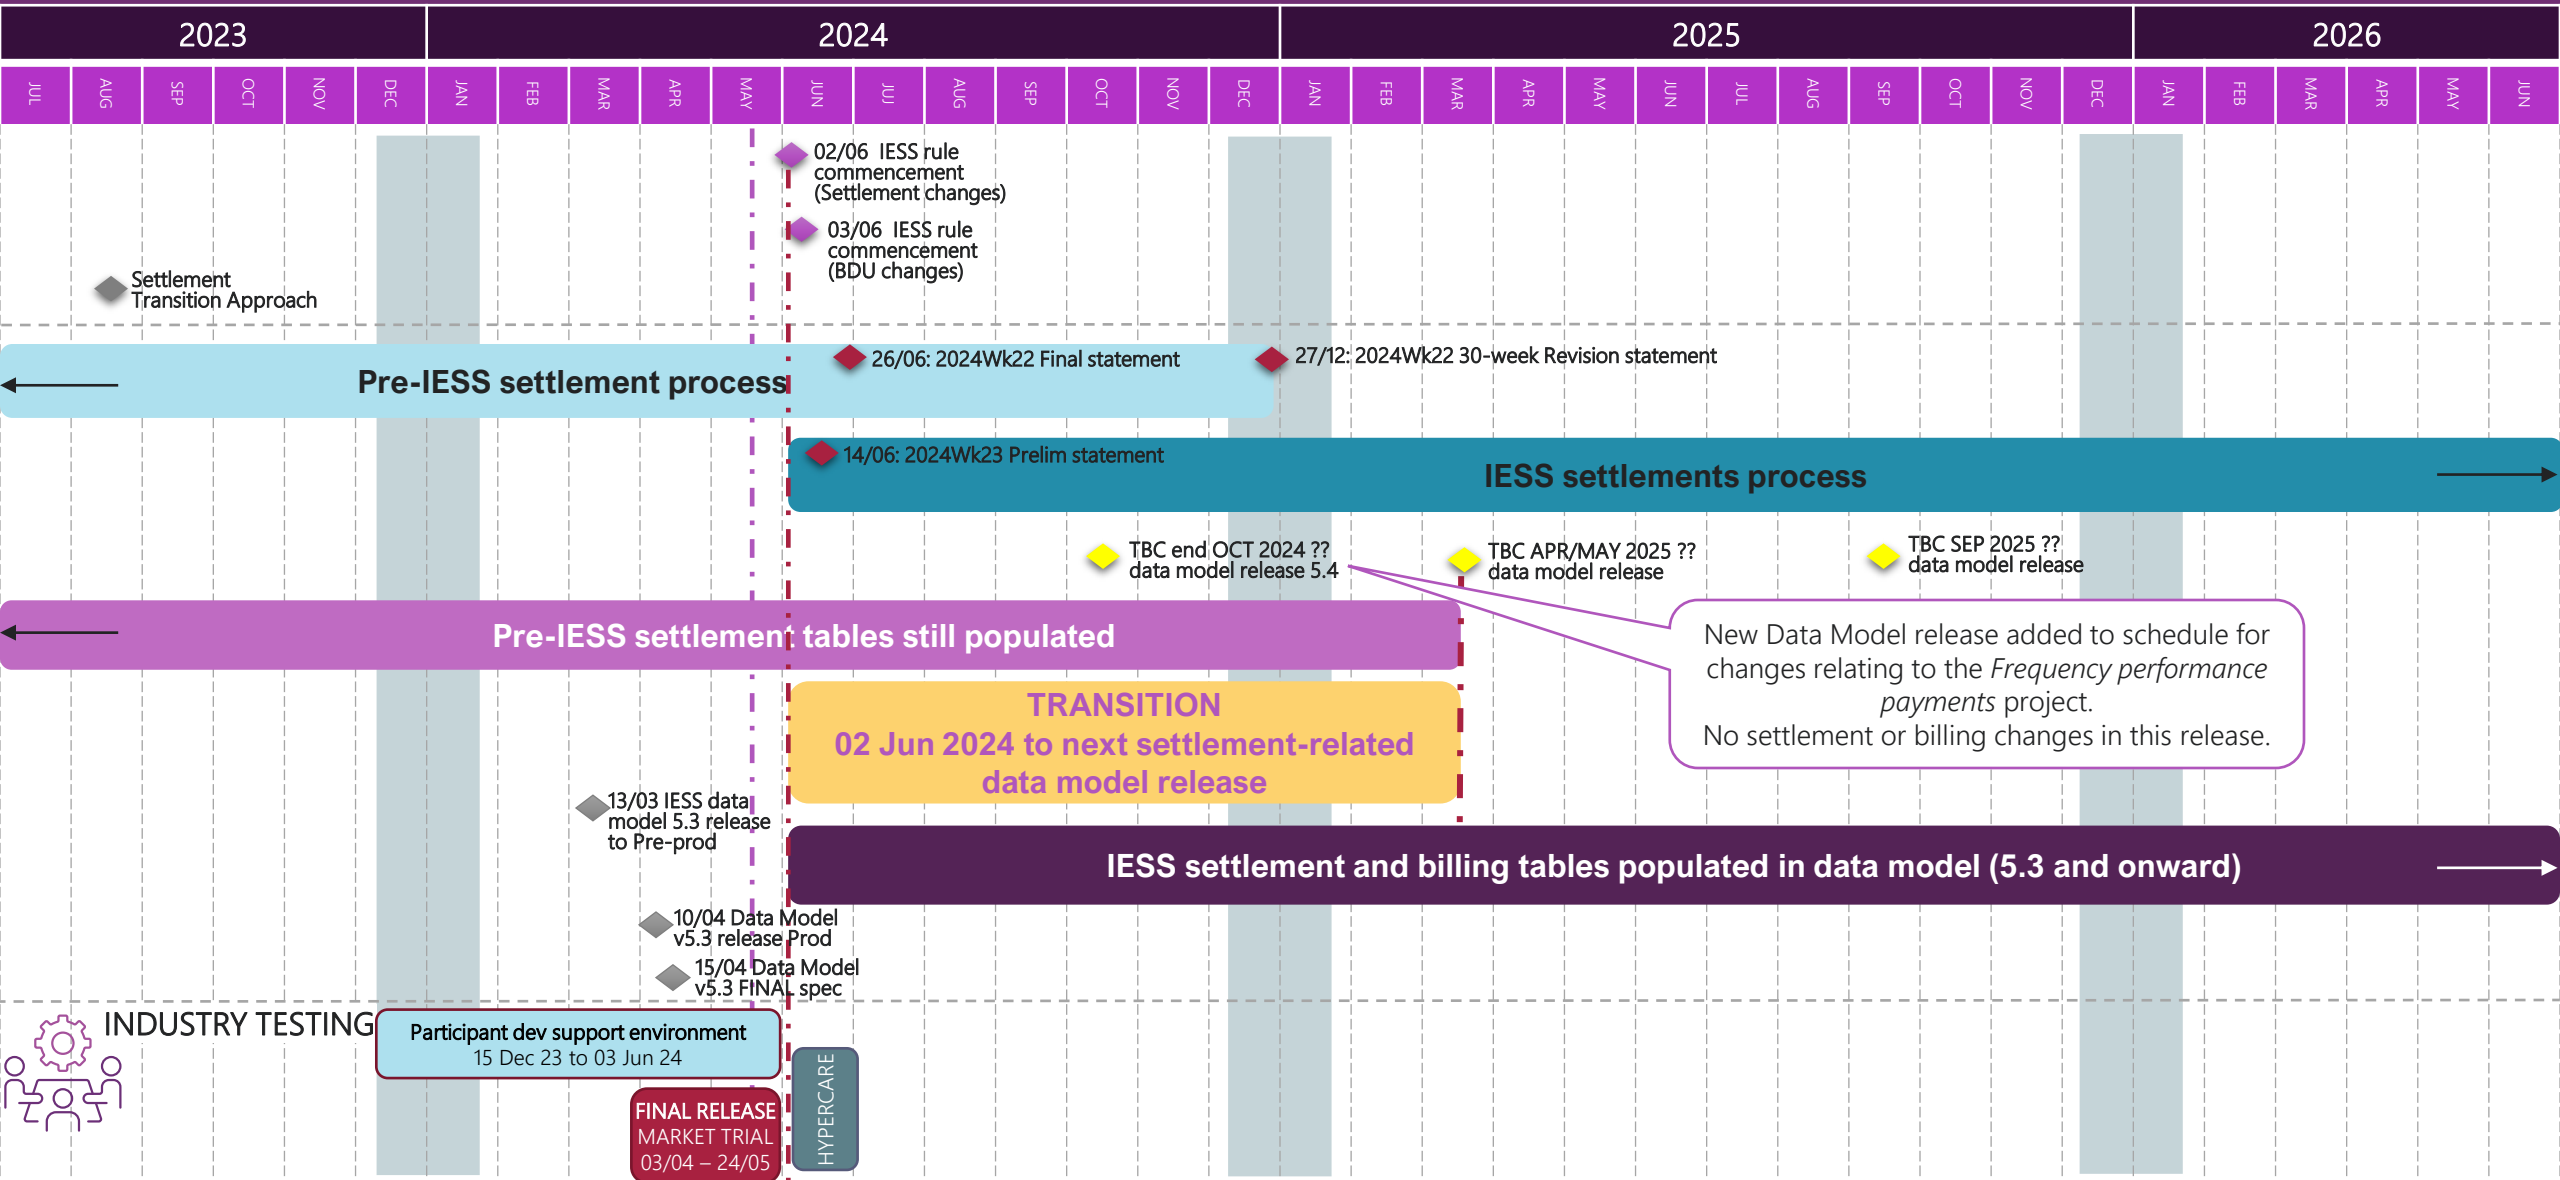 2023
2024
2025
2026
JUL
AUG
SEP
OCT
NOV
DEC
JAN
FEB
MAR
APR
MAY
JUN
JUJ
AUG
SEP
OCT
NOV
DEC
JAN
FEB
MAR
APR
MAY
JUN
JUL
AUG
SEP
OCT
NOV
DEC
JAN
FEB
MAR
APR
MAY
JUN
02/06 IESS rule
commencement
(Settlement changes)
03/06 IESS rule
commencement
(BDU changes)
Settlement
Transition Approach
26/06: 2024Wk22 Final statement
27/12: 2024Wk22 30-week Revision statement
Pre-IESS settlement process
14/06: 2024Wk23 Prelim statement
IESS settlements process
TBC end OCT 2024 ??
data model release 5.4
TBC APR/MAY 2025 ??
data model release
TBC SEP 2025 ??
data model release
Pre-IESS settlement tables still populated
New Data Model release added to schedule for
changes relating to the Frequency performance
payments project.
No settlement or billing changes in this release.
TRANSITION
02 Jun 2024 to next settlement-related
data model release
13/03 IESS data
model 5.3 release
to Pre-prod
IESS settlement and billing tables populated in data model (5.3 and onward)
10/04 Data Model
v5.3 release Prod
15/04 Data Model
v5.3 FINAL spec
INDUSTRY TESTING
Participant dev support environment
15 Dec 23 to 03 Jun 24
FINAL RELEASE
MARKET TRIAL
03/04 – 24/05
HYPERCARE